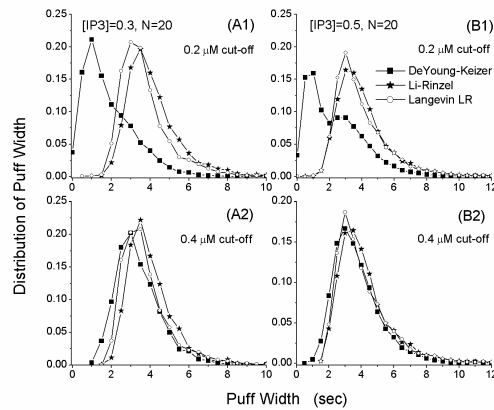 [IP3]=0.3, N=20 (A1)
0.2 μM cut-off
0.25
0.20
0.15
0.10
0.05
0.00
0 2 4 6 8 10
[IP3]=0.5, N=20 (B1)
0.2 μM cut-off
DeYoung-Keizer
Li-Rinzel
Langevin LR
0.20
0.15
0.10
0.05
0.00
0 2 4 6 8 10 12
(A2)
0.4 μM cut-off
0.25
0.20
0.15
0.10
0.05
0.00
0 2 4 6 8 10
(B2)
0.4 μM cut-off
0.20
0.15
0.10
0.05
0.00
0 2 4 6 8 10 12
Distribution of Puff Width
Puff Width (sec)